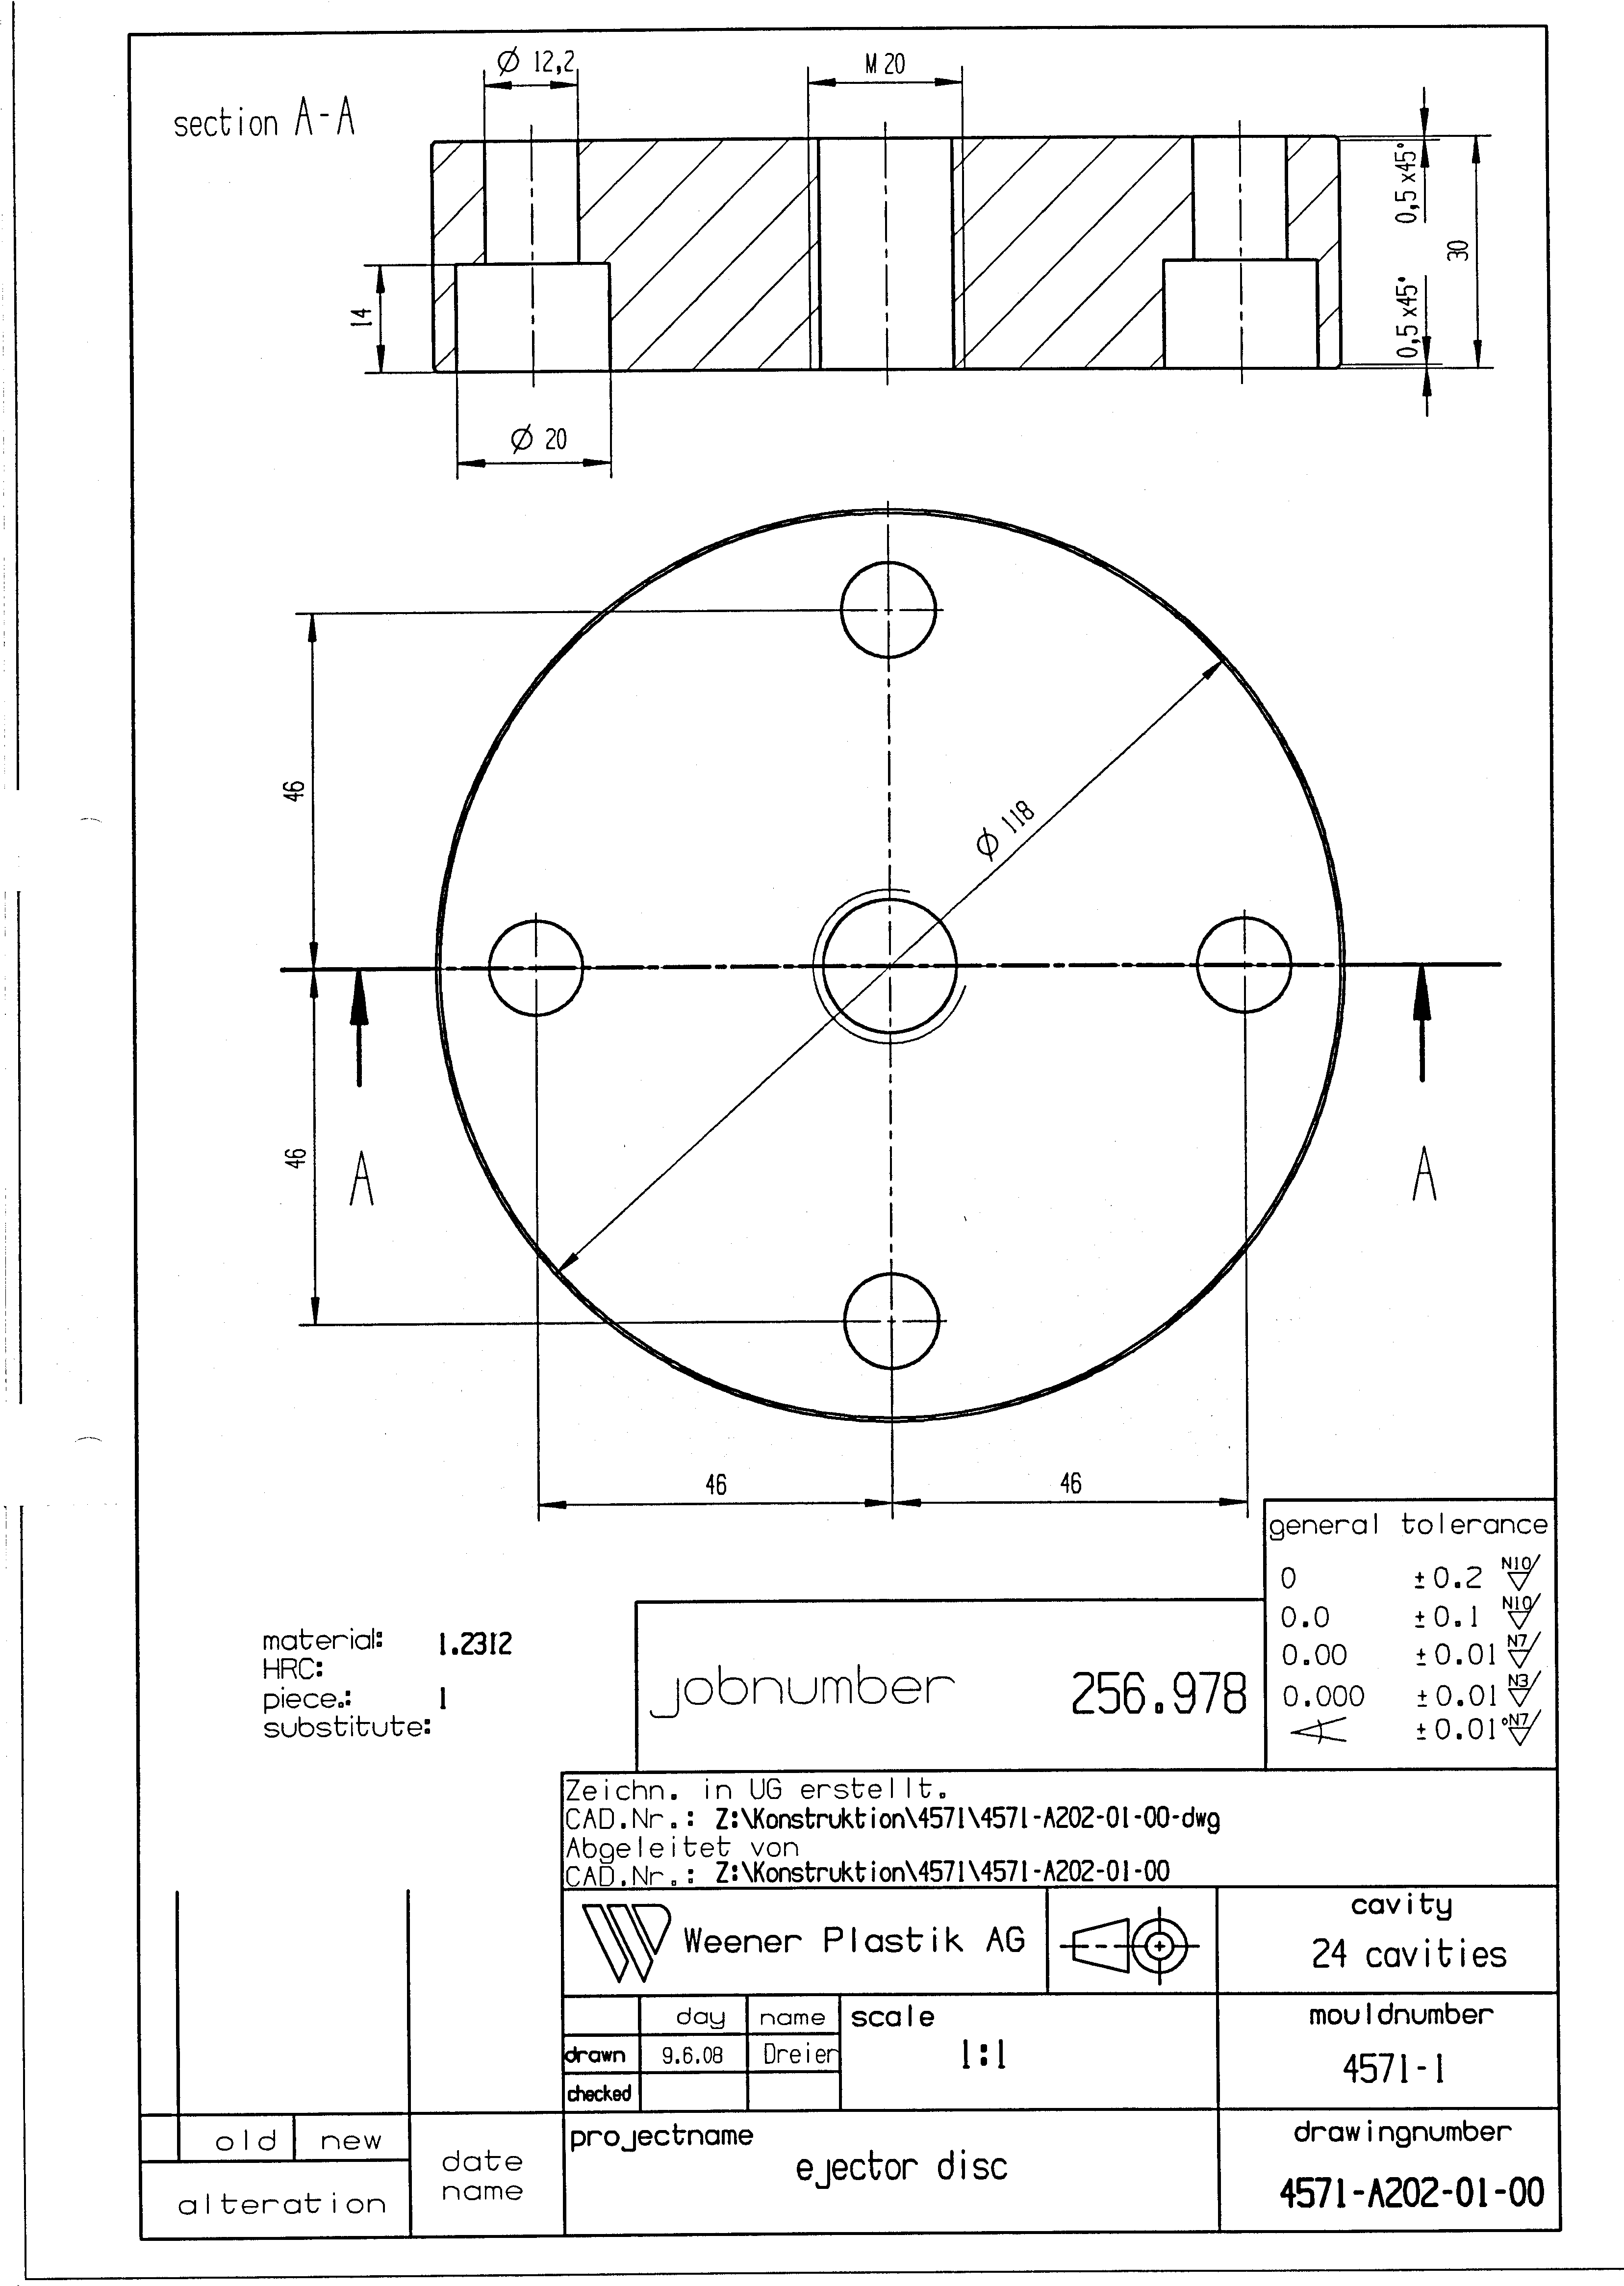 section A-A
Ø 12,2
M 20
0,5 x45°
30
0,5 x45°
14
Ø 20
46
Ø 118
46
A
A
46
46
general tolerance
0 ±0.2 N10
0.0 ±0.1 N10
0.00 ±0.01 N7
0.000 ±0.01 N3
±0.01° N7
material: 1.2312
HRC:
piece.: 1
substitute:
jobnumber 256.978
Zeichn. in UG erstellt.
CAD.Nr.: Z:\Konstruktion\4571\4571-A202-01-00-dwg
Abgeleitet von
CAD.Nr.: Z:\Konstruktion\4571\4571-A202-01-00
Weener Plastik AG
cavity
24 cavities
day name
scale
1:1
drawn 9.6.08 Dreier
checked
mouldnumber
4571-1
old new
alteration
date
name
projectname
ejector disc
drawingnumber
4571-A202-01-00